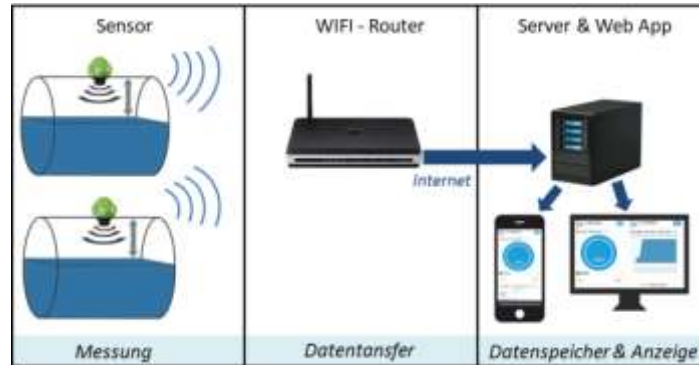 Sensor
WIFI - Router
Server & Web App
Internet
Messung
Datentansfer
Datenspeicher & Anzeige